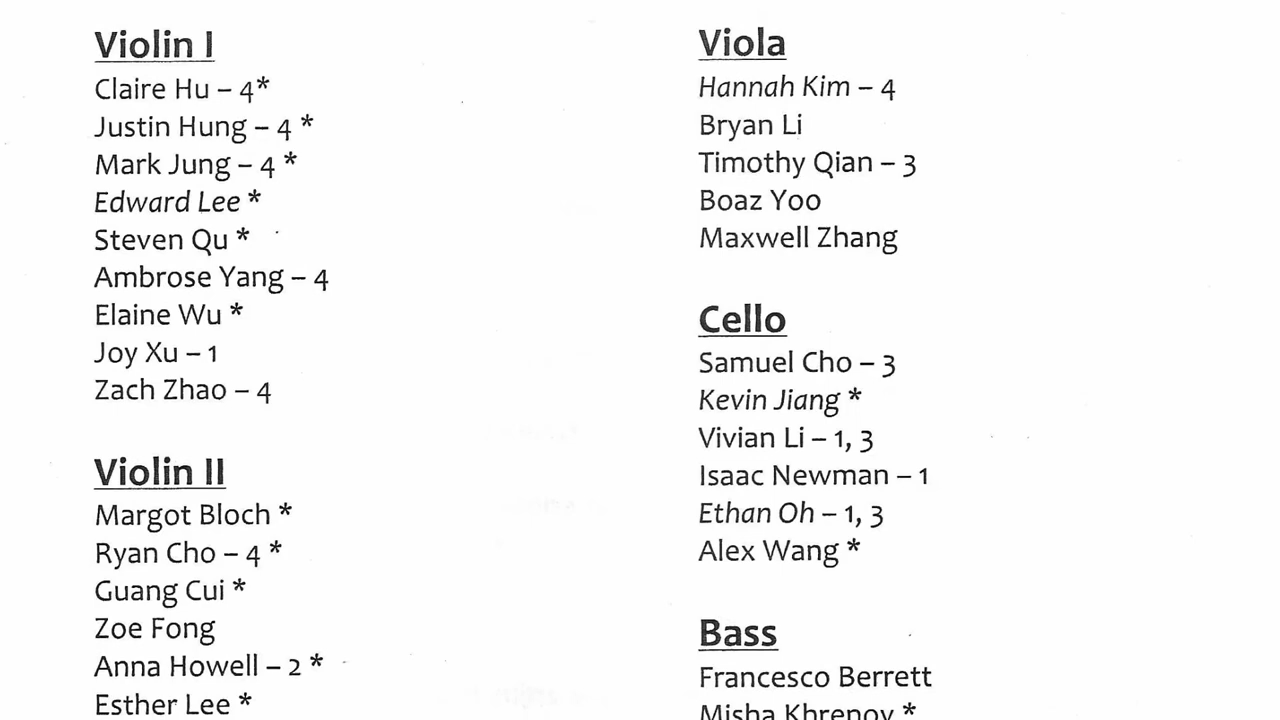 Violin I
Claire Hu – 4*
Justin Hung – 4 *
Mark Jung – 4 *
Edward Lee *
Steven Qu *
Ambrose Yang – 4
Elaine Wu *
Joy Xu – 1
Zach Zhao – 4
Violin II
Margot Bloch *
Ryan Cho – 4 *
Guang Cui *
Zoe Fong
Anna Howell – 2 *
Esther Lee *
Viola
Hannah Kim – 4
Bryan Li
Timothy Qian – 3
Boaz Yoo
Maxwell Zhang
Cello
Samuel Cho – 3
Kevin Jiang *
Vivian Li – 1, 3
Isaac Newman – 1
Ethan Oh – 1, 3
Alex Wang *
Bass
Francesco Berrett
Misha Khrenov *